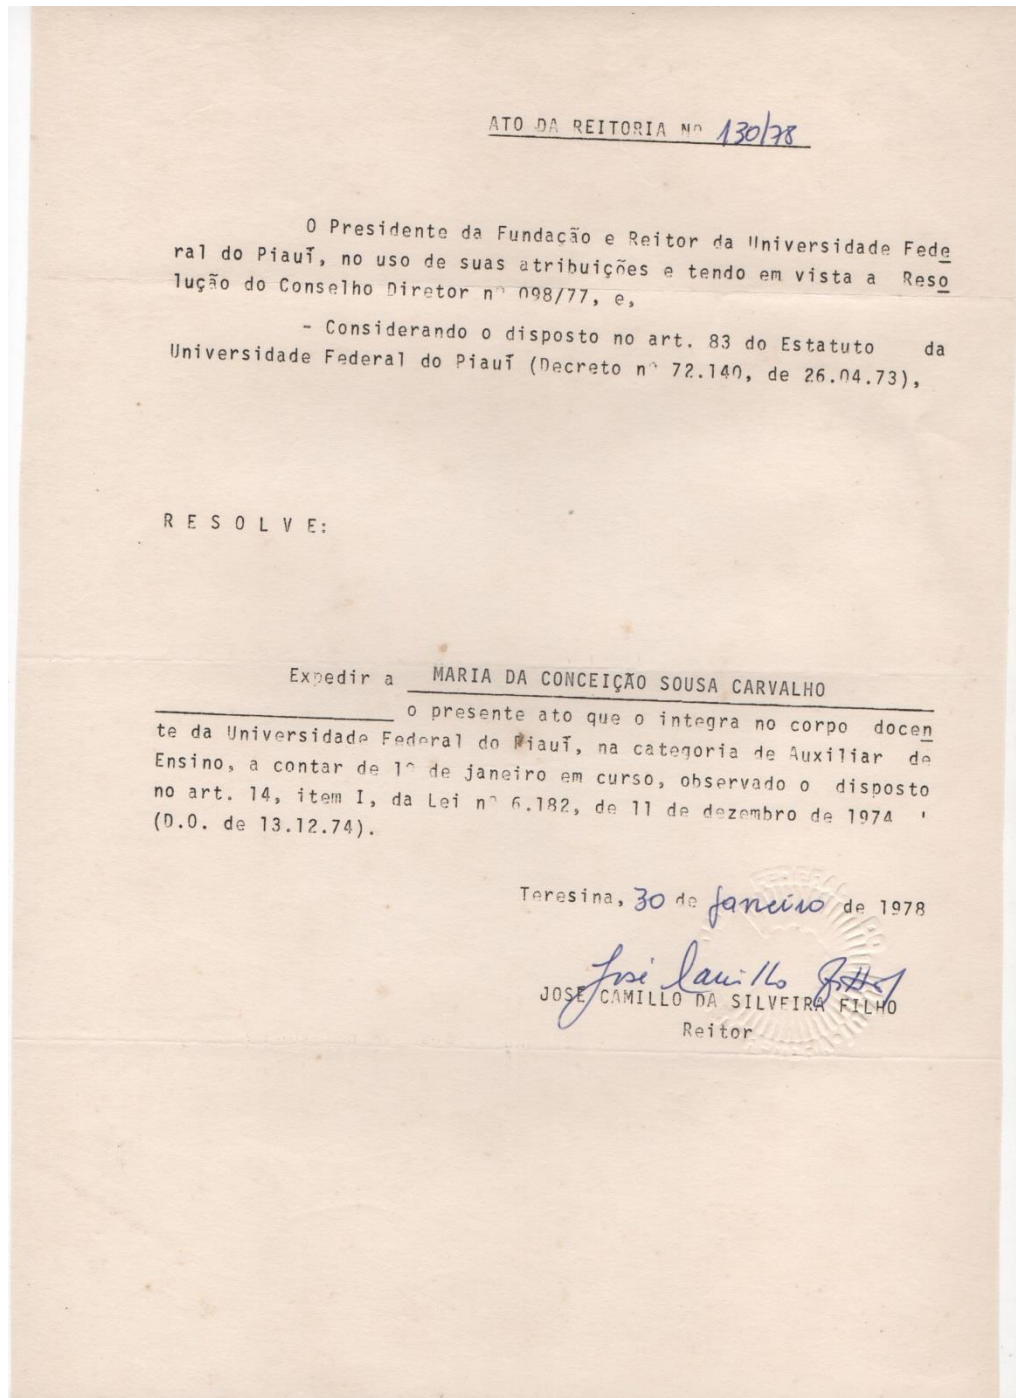 ATO DA REITORIA Nº 130/78
O Presidente da Fundação e Reitor da Universidade Fede
ral do Piauí, no uso de suas atribuições e tendo em vista a Reso
lução do Conselho Diretor nº 098/77, e,
- Considerando o disposto no art. 83 do Estatuto da
Universidade Federal do Piauí (Decreto nº 72.140, de 26.04.73),
R E S O L V E:
Expedir a MARIA DA CONCEIÇÃO SOUSA CARVALHO
o presente ato que o integra no corpo docen
te da Universidade Federal do Piauí, na categoria de Auxiliar de
Ensino, a contar de 1º de janeiro em curso, observado o disposto
no art. 14, item I, da Lei nº 6.182, de 11 de dezembro de 1974 '
(D.O. de 13.12.74).
Teresina, 30 de janeiro de 1978
José Camillo Filho
JOSÉ CAMILLO DA SILVEIRA FILHO
Reitor